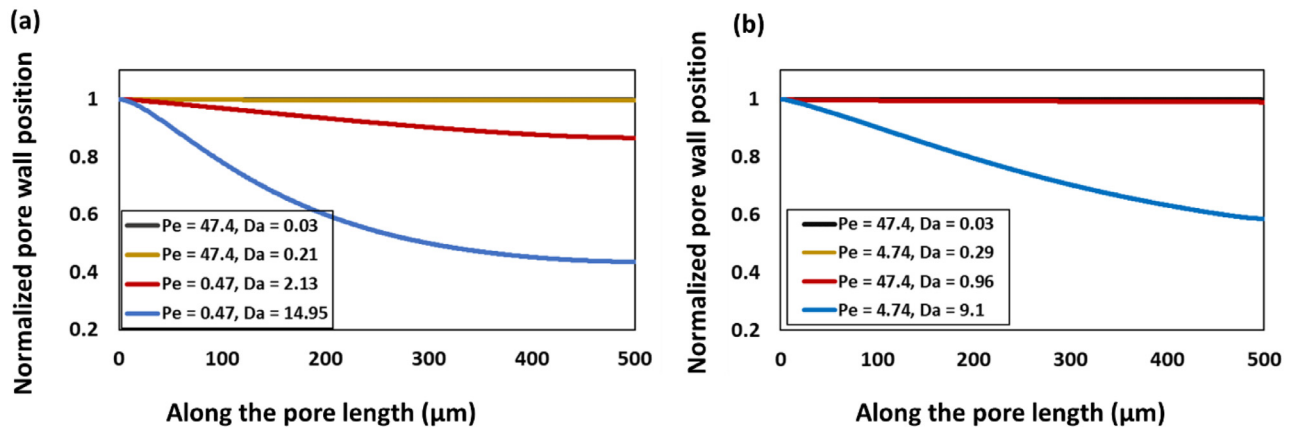 (a)
Normalized pore wall position
1
0.8
0.6
0.4
0.2
Pe = 47.4, Da = 0.03
Pe = 47.4, Da = 0.21
Pe = 0.47, Da = 2.13
Pe = 0.47, Da = 14.95
0
100
200
300
400
500
Along the pore length (µm)
(b)
Normalized pore wall position
1
0.8
0.6
0.4
0.2
Pe = 47.4, Da = 0.03
Pe = 4.74, Da = 0.29
Pe = 47.4, Da = 0.96
Pe = 4.74, Da = 9.1
0
100
200
300
400
500
Along the pore length (µm)